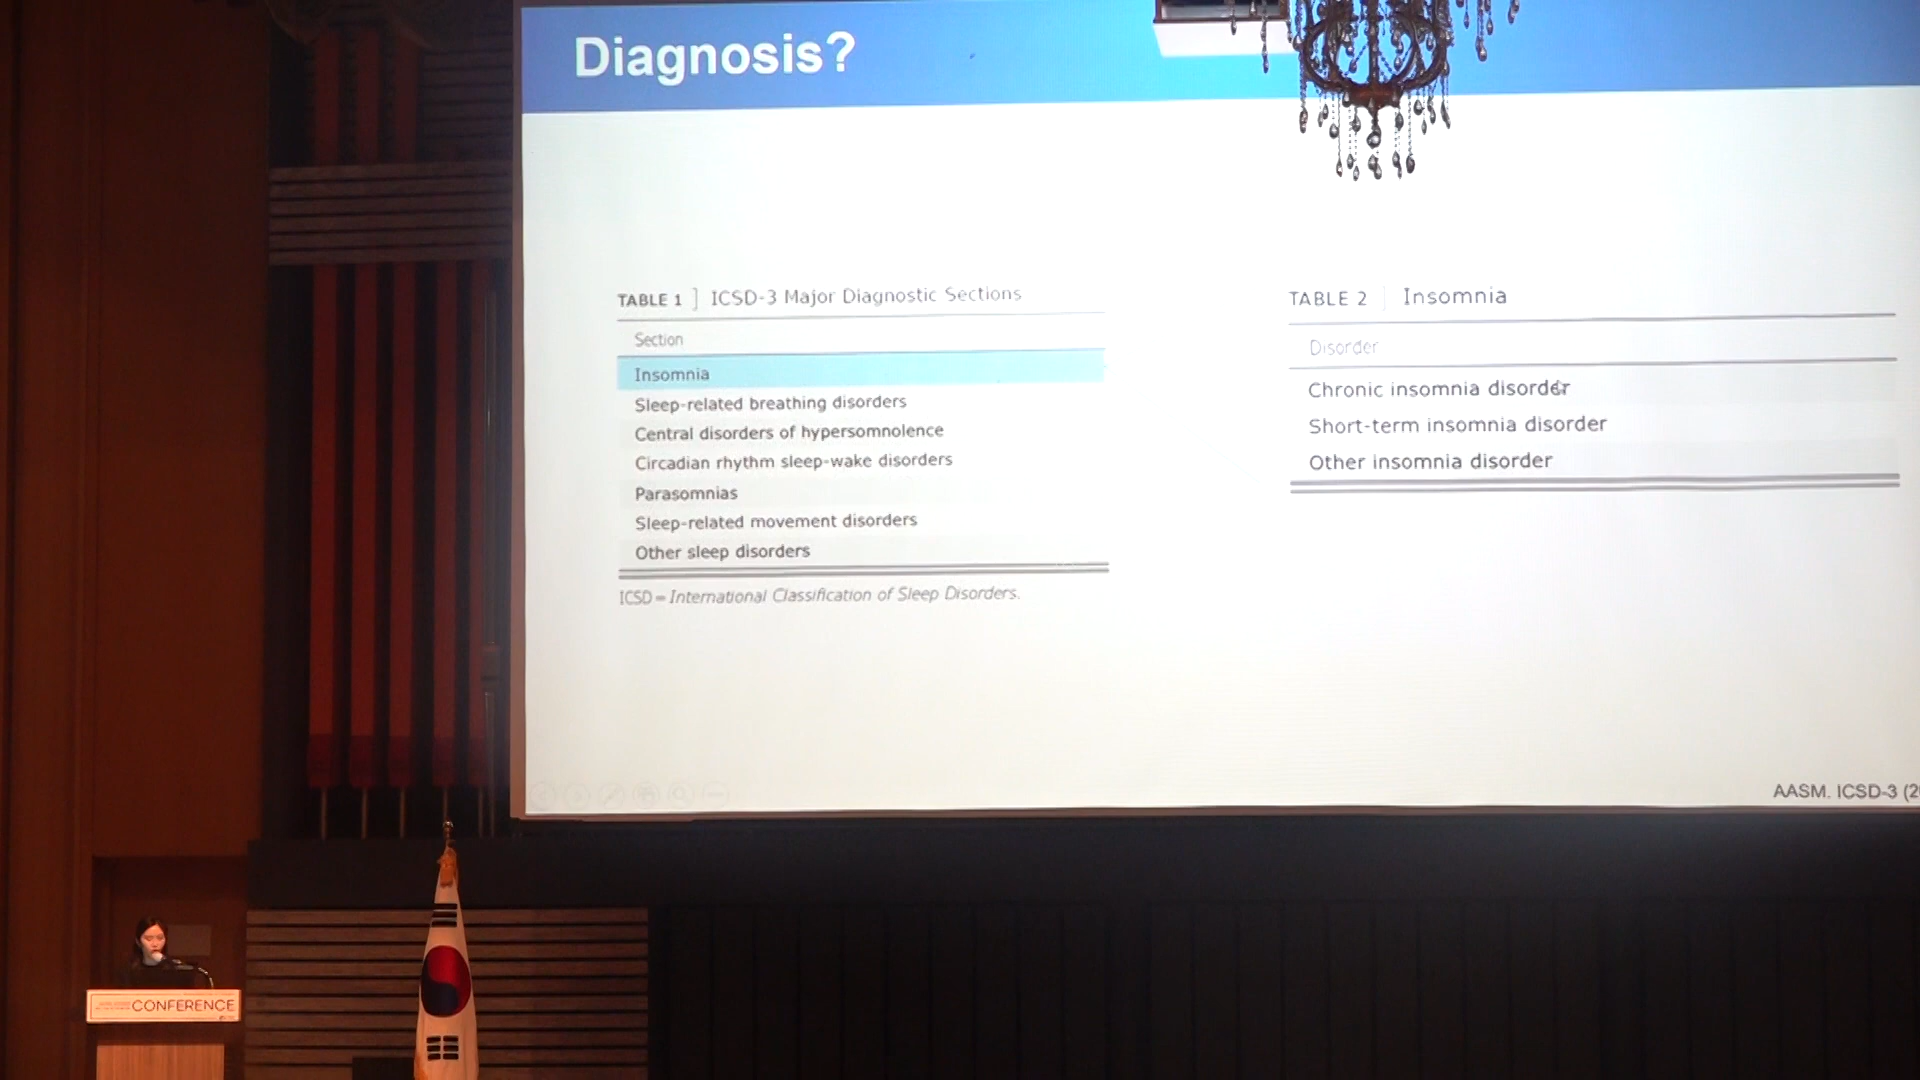 Diagnosis?
TABLE 1 ICSD-3 Major Diagnostic Sections
Section
Insomnia
Sleep-related breathing disorders
Central disorders of hypersomnolence
Circadian rhythm sleep-wake disorders
Parasomnias
Sleep-related movement disorders
Other sleep disorders
ICSD = International Classification of Sleep Disorders.
TABLE 2 Insomnia
Disorder
Chronic insomnia disorder
Short-term insomnia disorder
Other insomnia disorder
AASM. ICSD-3 (2
CONFERENCE